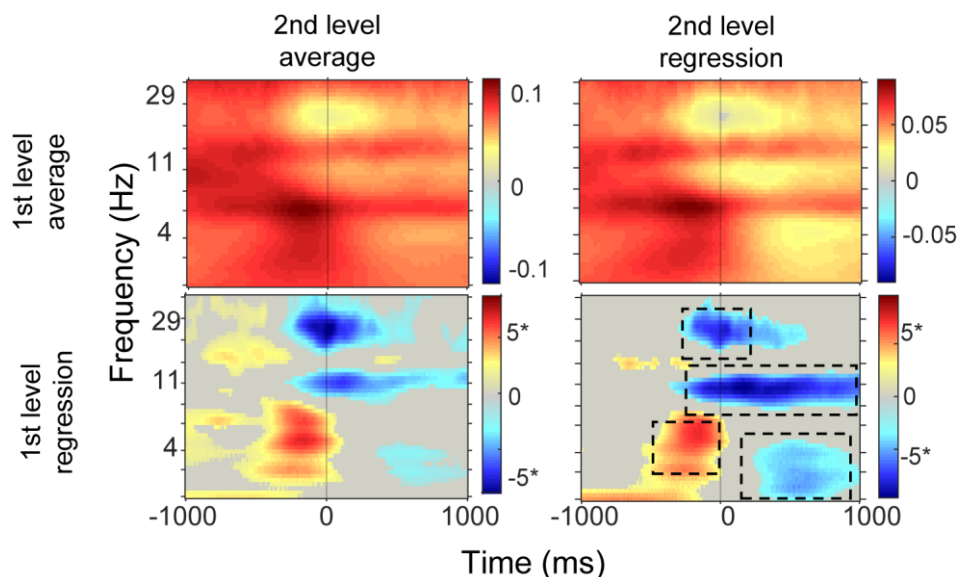 2nd level
average
2nd level
regression
1st level
average
1st level
regression
Frequency (Hz)
29
11
4
0.1
0
-0.1
0.05
0
-0.05
29
11
4
5*
0
-5*
5*
0
-5*
-1000 0 1000
-1000 0 1000
Time (ms)